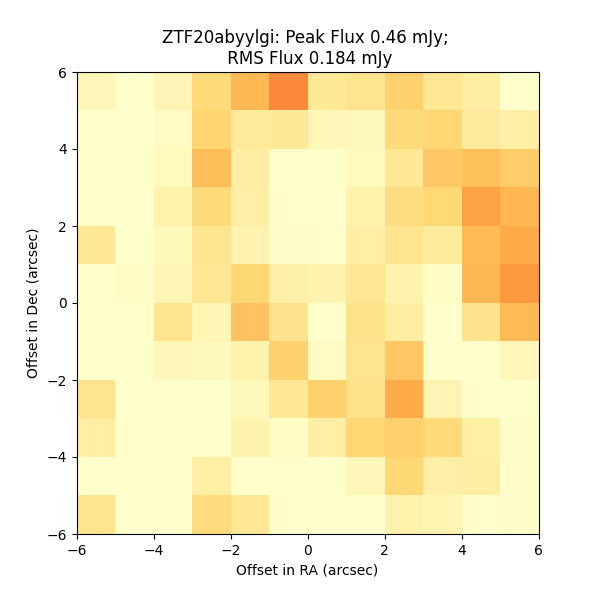 ZTF20abyylgi: Peak Flux 0.46 mJy;
RMS Flux 0.184 mJy
6
4
2
0
−2
−4
−6
Offset in Dec (arcsec)
−6 −4 −2 0 2 4 6
Offset in RA (arcsec)